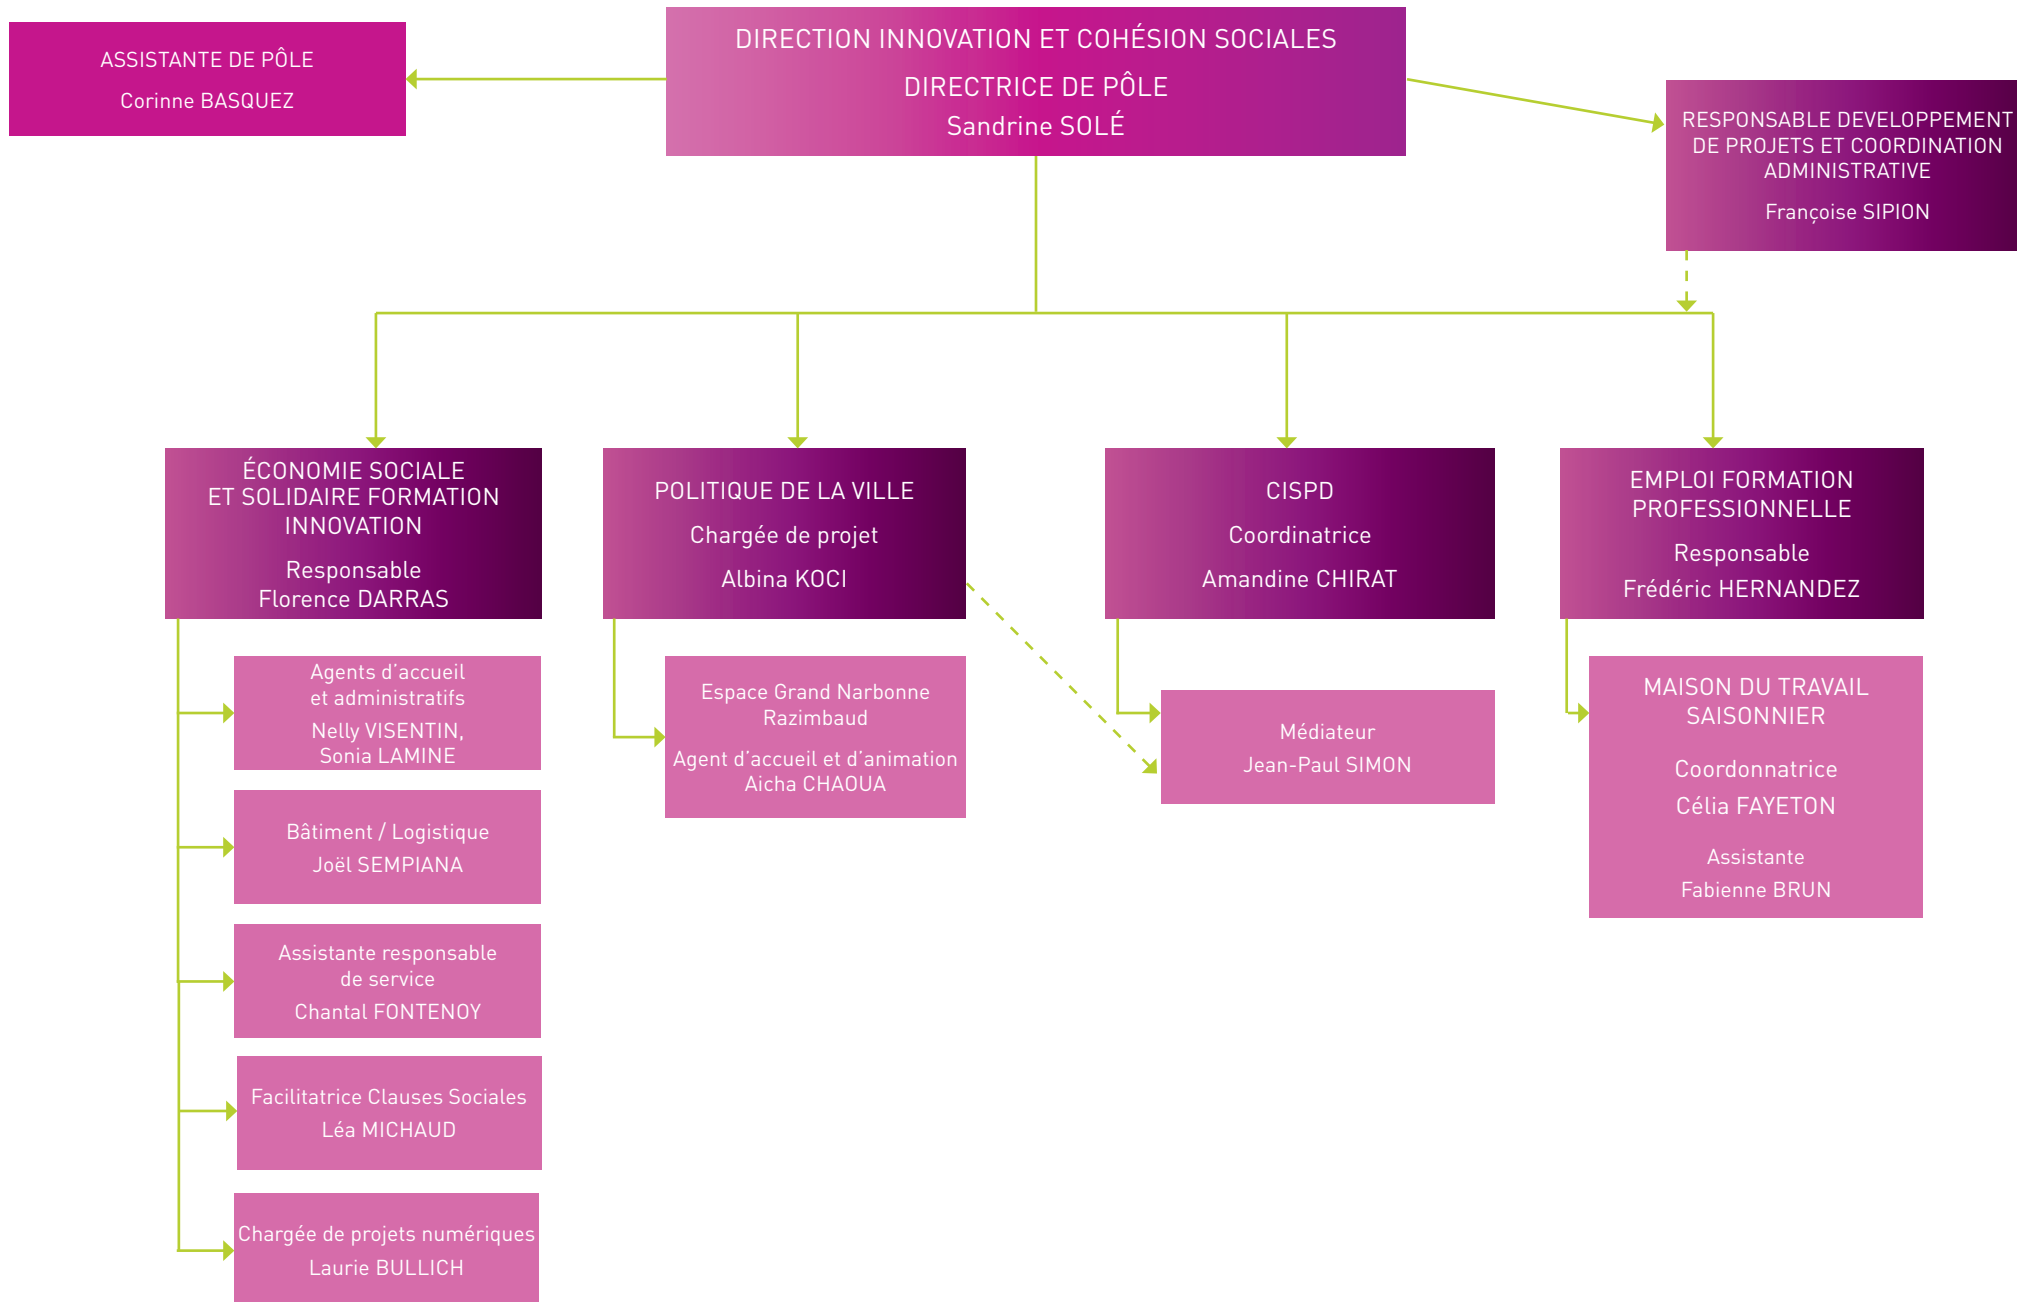 ASSISTANTE DE PÔLE
Corinne BASQUEZ
DIRECTION INNOVATION ET COHÉSION SOCIALES
DIRECTRICE DE PÔLE
Sandrine SOLÉ
RESPONSABLE DEVELOPPEMENT
DE PROJETS ET COORDINATION
ADMINISTRATIVE
Françoise SIPION
ÉCONOMIE SOCIALE
ET SOLIDAIRE FORMATION
INNOVATION
Responsable
Florence DARRAS
Agents d’accueil
et administratifs
Nelly VISENTIN,
Sonia LAMINE
Bâtiment / Logistique
Joël SEMPIANA
Assistante responsable
de service
Chantal FONTENOY
Facilitatrice Clauses Sociales
Léa MICHAUD
Chargée de projets numériques
Laurie BULLICH
POLITIQUE DE LA VILLE
Chargée de projet
Albina KOCI
Espace Grand Narbonne
Razimbaud
Agent d’accueil et d’animation
Aicha CHAOUA
CISPD
Coordinatrice
Amandine CHIRAT
Médiateur
Jean-Paul SIMON
EMPLOI FORMATION
PROFESSIONNELLE
Responsable
Frédéric HERNANDEZ
MAISON DU TRAVAIL
SAISONNIER
Coordonnatrice
Célia FAYETON
Assistante
Fabienne BRUN